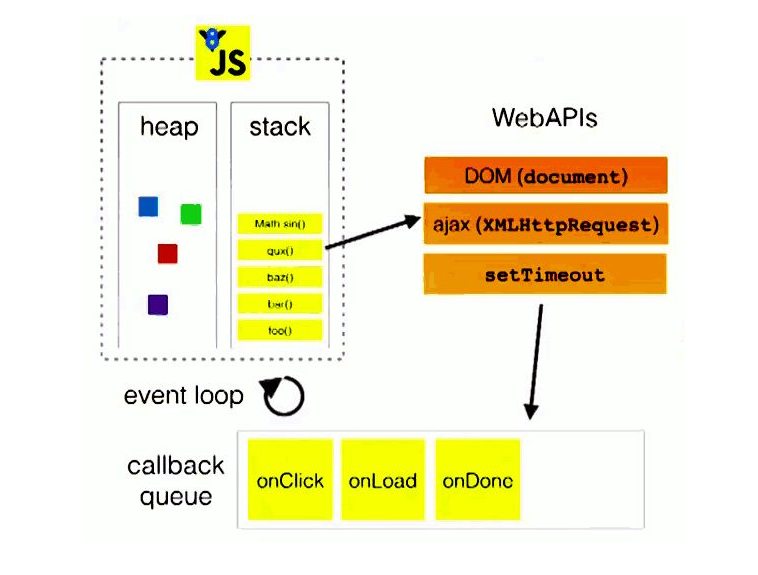 JS
heap
stack
Math sin()
qux()
baz()
bar()
foo()
WebAPIs
DOM (document)
ajax (XMLHttpRequest)
setTimeout
event loop
callback
queue
onClick
onLoad
onDone